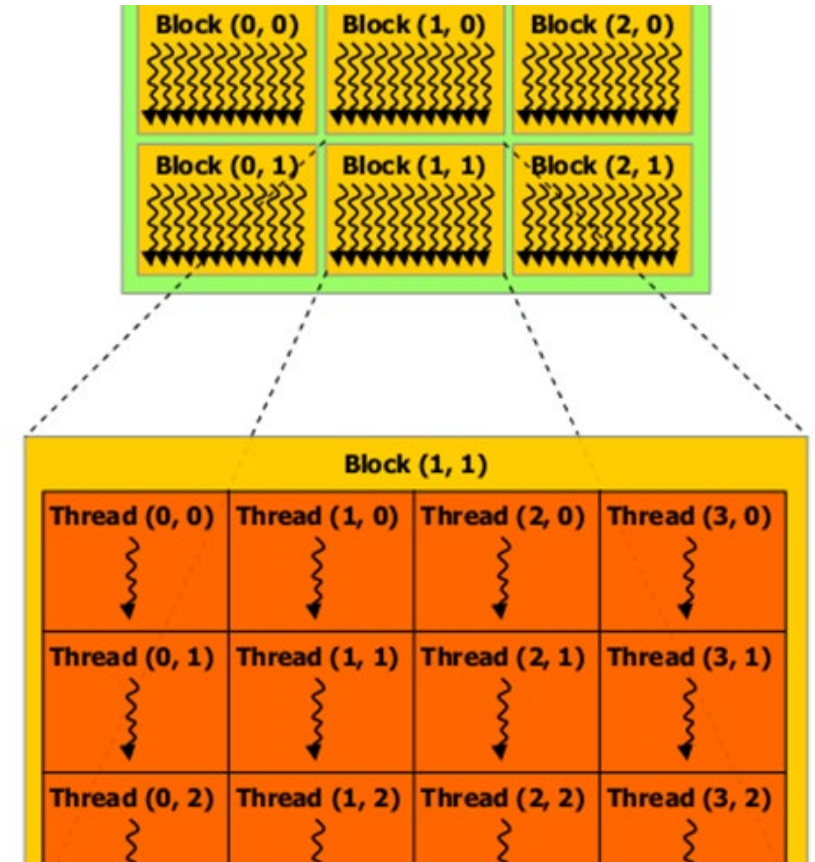 Block (0, 0) Block (1, 0) Block (2, 0)
Block (0, 1) Block (1, 1) Block (2, 1)
Block (1, 1)
Thread (0, 0) Thread (1, 0) Thread (2, 0) Thread (3, 0)
Thread (0, 1) Thread (1, 1) Thread (2, 1) Thread (3, 1)
Thread (0, 2) Thread (1, 2) Thread (2, 2) Thread (3, 2)